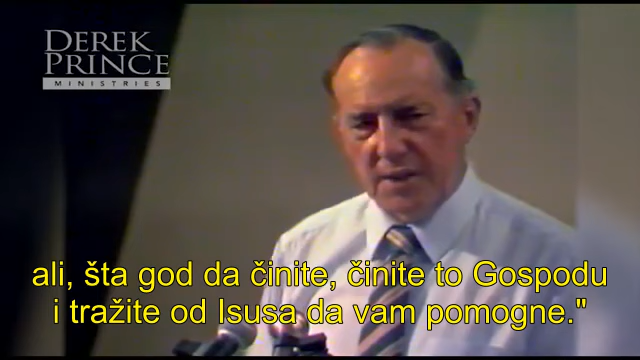 DEREK
PRINCE
MINISTRIES
ali, šta god da činite, činite to Gospodu
i tražite od Isusa da vam pomogne."